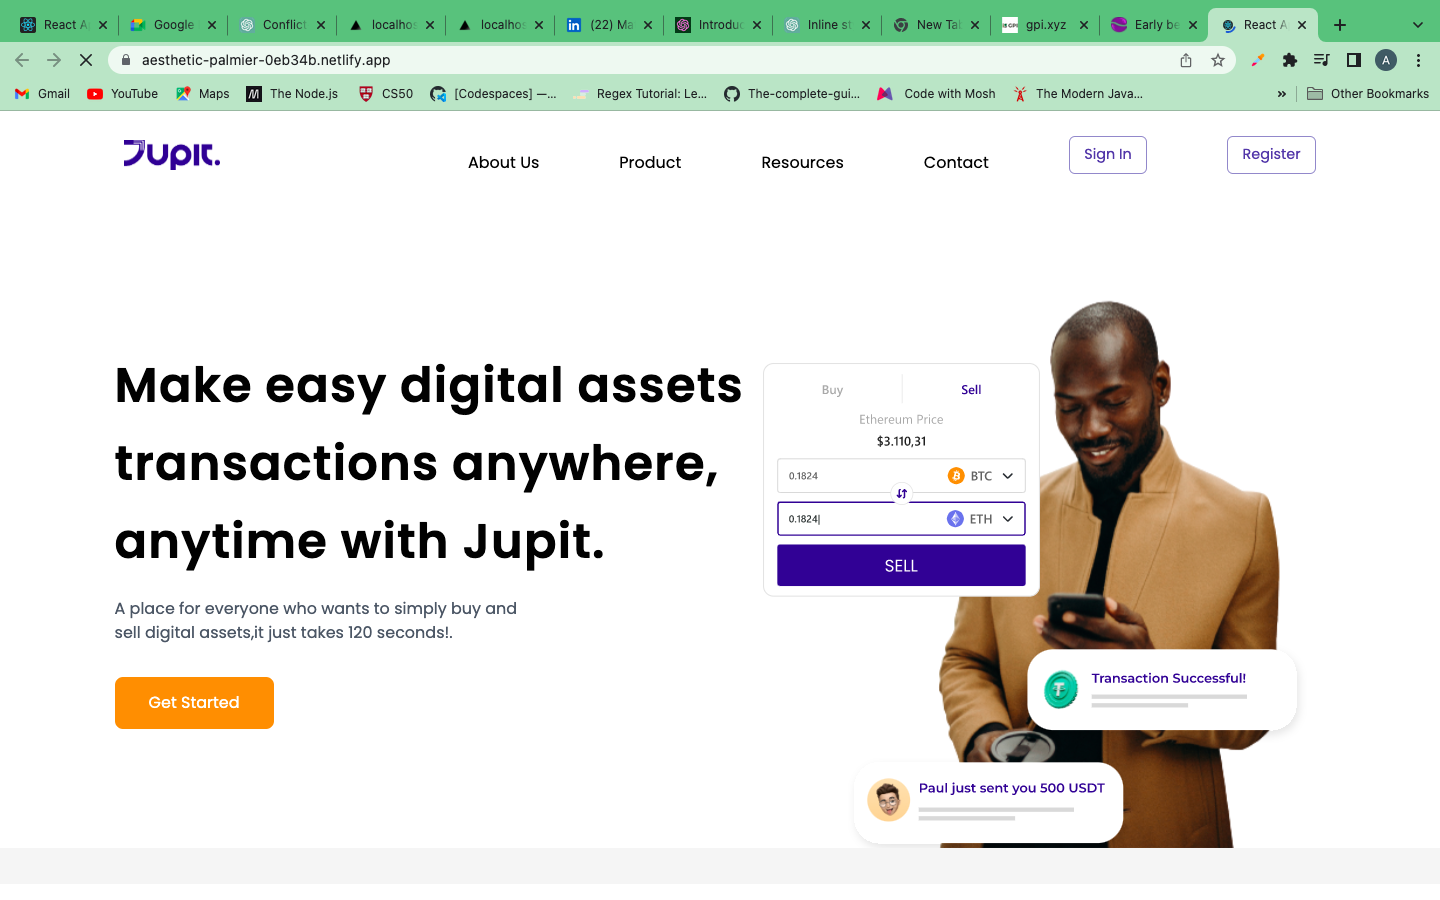 React A
Google
Conflict
localhos
localhos
(22) Ma
Introduc
Inline st
New Tab
gpi.xyz
Early be
React A
aesthetic-palmier-0eb34b.netlify.app
A
Gmail
YouTube
Maps
The Node.js
CS50
[Codespaces] —...
Regex Tutorial: Le...
The-complete-gui...
Code with Mosh
The Modern Java...
»
Other Bookmarks
Jupit.
About Us
Product
Resources
Contact
Sign In
Register
Make easy digital assets
transactions anywhere,
anytime with Jupit.
A place for everyone who wants to simply buy and
sell digital assets,it just takes 120 seconds!.
Get Started
Buy
Sell
Ethereum Price
$3.110,31
0.1824
BTC
0.1824|
ETH
SELL
Transaction Successful!
Paul just sent you 500 USDT